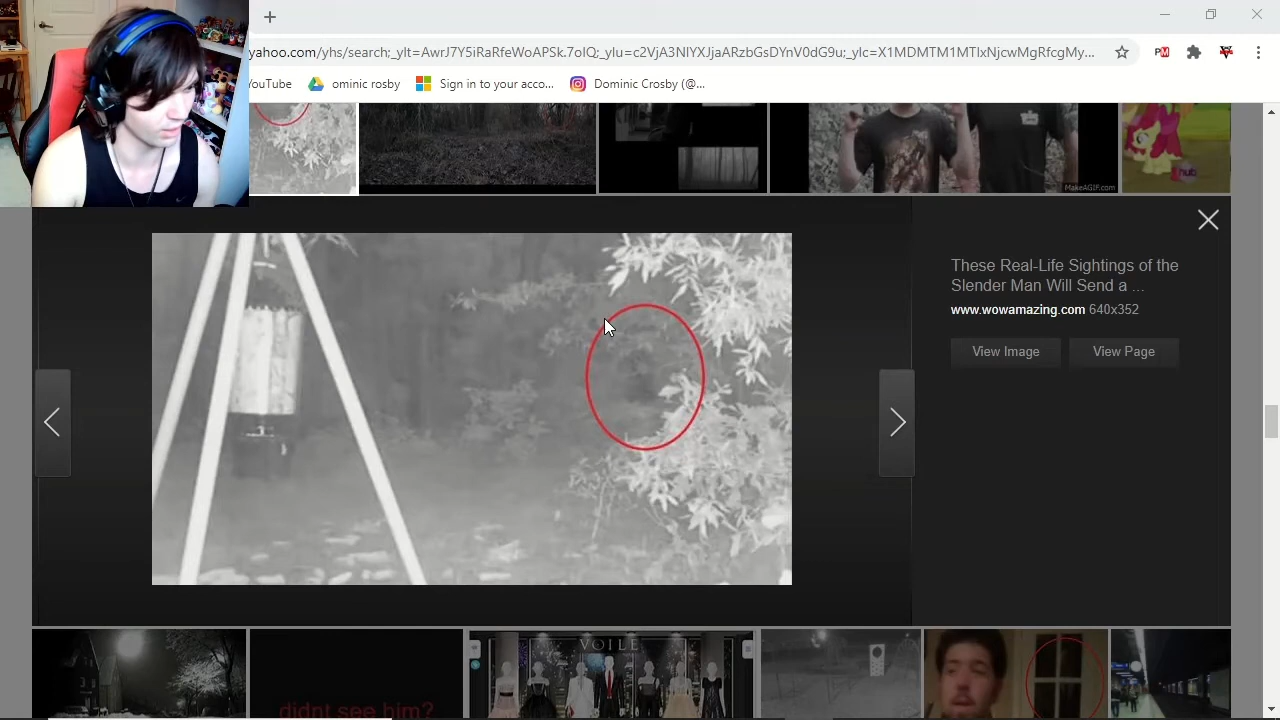 yahoo.com/yhs/search;_ylt=AwrJ7Y5iRaRfeWoAPSk.7olQ;_ylu=c2VjA3NlYXJjaARzbGsDYnV0dG9u;_ylc=X1MDMTM1MTIxNjcwMgRfcgMy...
YouTube
ominic rosby
Sign in to your acco...
Dominic Crosby (@...
hub
MakeAGIF.com
These Real-Life Sightings of the
Slender Man Will Send a ...
www.wowamazing.com 640x352
View Image
View Page
VOILE
didnt see him?